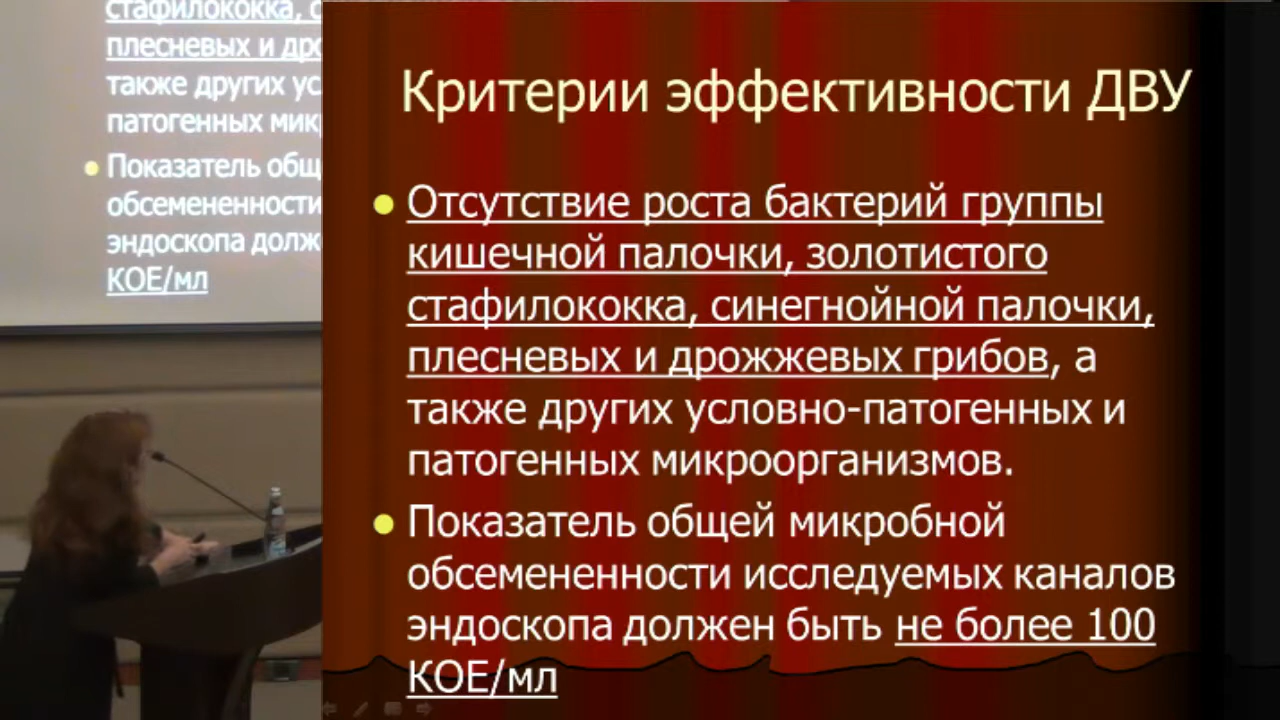 стафилококка, с
плесневых и дро
также других ус
патогенных мик
Показатель общ
обсемененности
эндоскопа долж
КОЕ/мл
Критерии эффективности ДВУ
Отсутствие роста бактерий группы
кишечной палочки, золотистого
стафилококка, синегнойной палочки,
плесневых и дрожжевых грибов, а
также других условно-патогенных и
патогенных микроорганизмов.
Показатель общей микробной
обсемененности исследуемых каналов
эндоскопа должен быть не более 100
КОЕ/мл